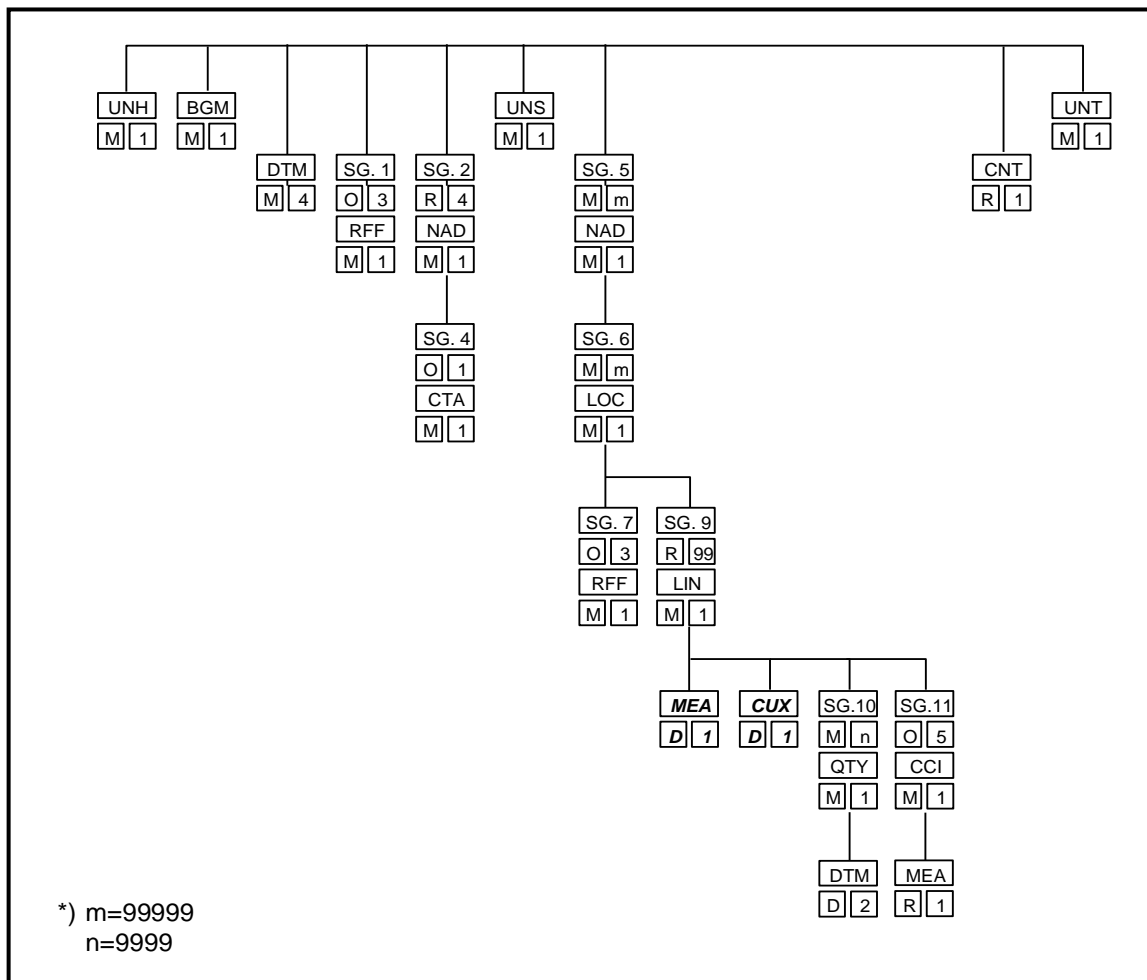 UNH BGM UNS UNT
M 1 M 1 M 1 M 1
DTM SG. 1 SG. 2 SG. 5 CNT
M 4 O 3 R 4 M m R 1
RFF NAD NAD
M 1 M 1 M 1
SG. 4 SG. 6
O 1 M m
CTA LOC
M 1 M 1
SG. 7 SG. 9
O 3 R 99
RFF LIN
M 1 M 1
MEA CUX SG.10 SG.11
D 1 D 1 M n O 5
QTY CCI
M 1 M 1
DTM MEA
D 2 R 1
*) m=99999
n=9999